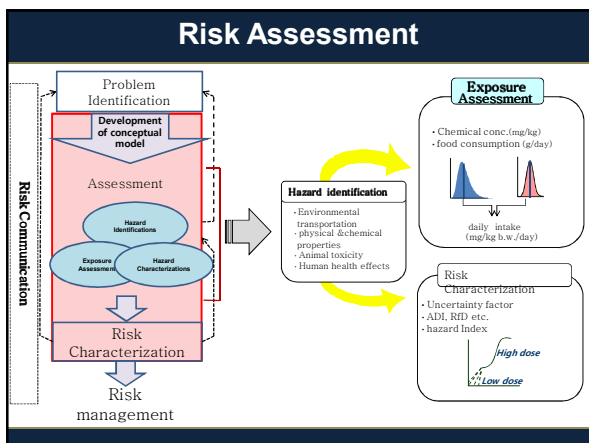 Risk Assessment
Risk Communication
Problem
Identification
Development
of conceptual
model
Assessment
Hazard
Identifications
Exposure
Assessment
Hazard
Characterizations
Risk
Characterization
Risk
management
Hazard identification
• Environmental
transportation
• physical &chemical
properties
• Animal toxicity
• Human health effects
Exposure
Assessment
• Chemical conc.(mg/kg)
• food consumption (g/day)
daily intake
(mg/kg b.w./day)
Risk
Characterization
• Uncertainty factor
• ADI, RfD etc.
• hazard Index
High dose
Low dose